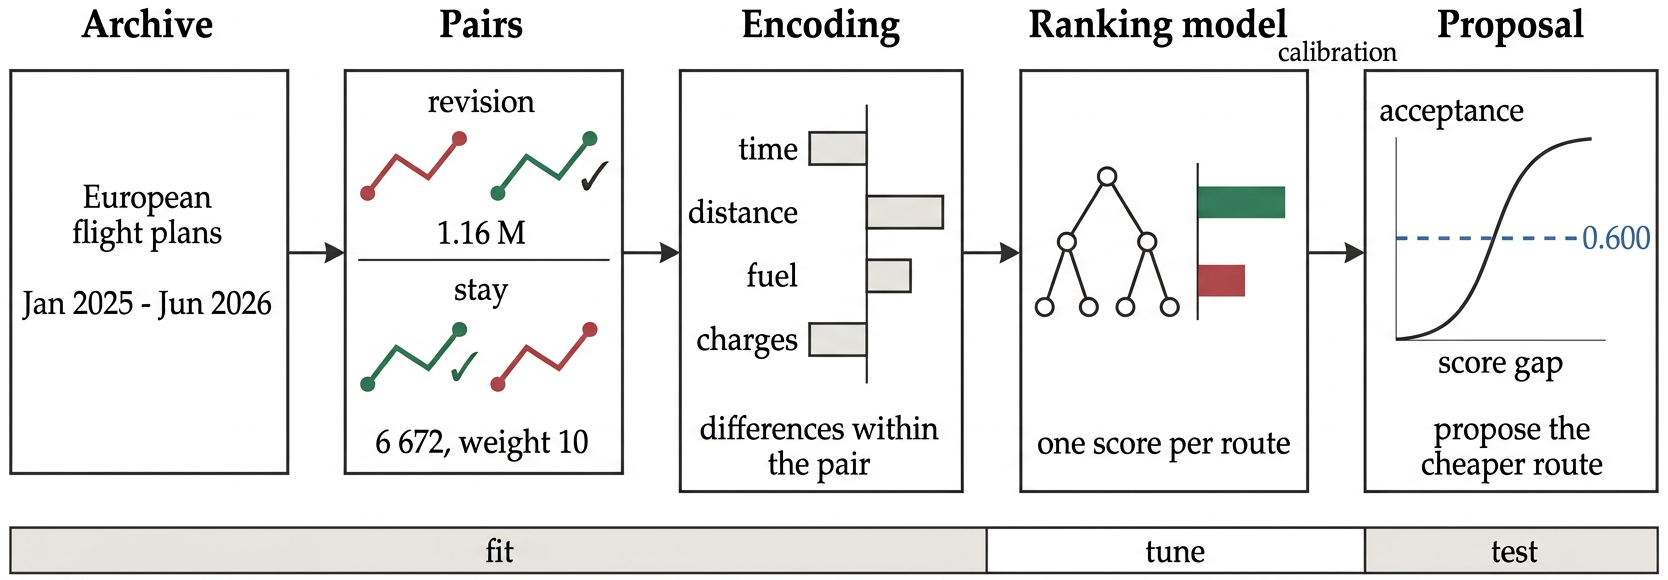 Archive
European
flight plans
Jan 2025 - Jun 2026
Pairs
revision
1.16 M
stay
6 672, weight 10
Encoding
time
distance
fuel
charges
differences within
the pair
Ranking model
one score per route
calibration
Proposal
acceptance
0.600
score gap
propose the
cheaper route
fit
tune
test